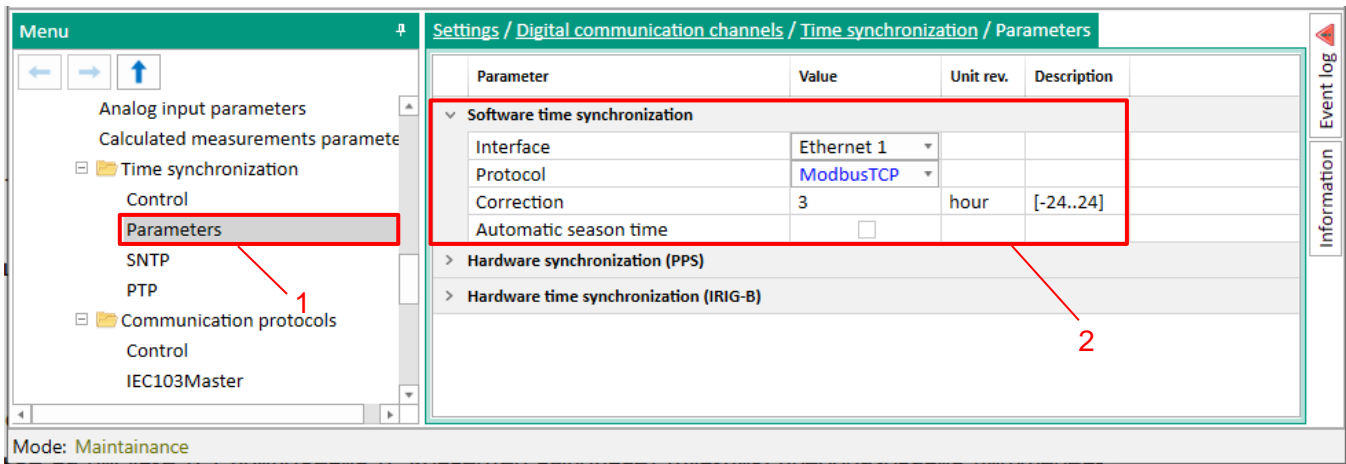 Menu
Analog input parameters
Calculated measurements paramete
Time synchronization
Control
Parameters
SNTP
PTP
Communication protocols
Control
IEC103Master
1
Settings / Digital communication channels / Time synchronization / Parameters
Parameter Value Unit rev. Description
Software time synchronization
Interface Ethernet 1
Protocol ModbusTCP
Correction 3 hour [-24..24]
Automatic season time
Hardware synchronization (PPS)
Hardware time synchronization (IRIG-B)
2
Event log
Information
Mode: Maintainance